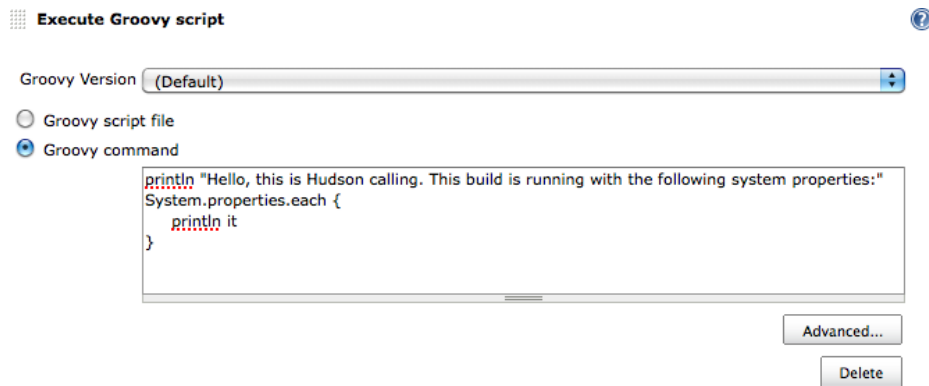 Execute Groovy script
Groovy Version (Default)
Groovy script file
Groovy command
println "Hello, this is Hudson calling. This build is running with the following system properties:"
System.properties.each {
    println it
}
Advanced...
Delete